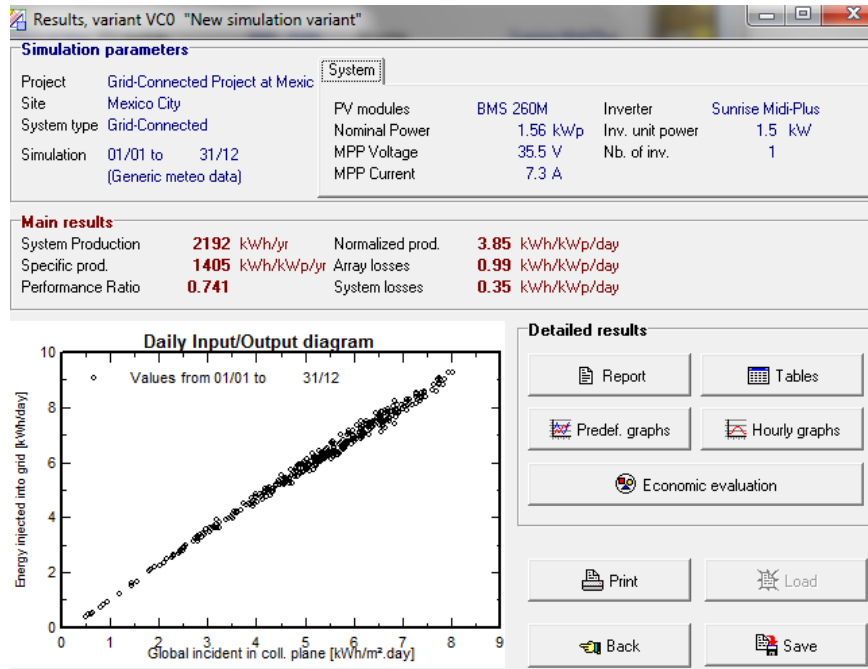 Results, variant VC0 "New simulation variant"
Simulation parameters
Project Grid-Connected Project at Mexic
Site Mexico City
System type Grid-Connected
Simulation 01/01 to 31/12
(Generic meteo data)
System
PV modules BMS 260M Inverter Sunrise Midi-Plus
Nominal Power 1.56 kWp Inv. unit power 1.5 kW
MPP Voltage 35.5 V Nb. of inv. 1
MPP Current 7.3 A
Main results
System Production 2192 kWh/yr Normalized prod. 3.85 kWh/kWp/day
Specific prod. 1405 kWh/kWp/yr Array losses 0.99 kWh/kWp/day
Performance Ratio 0.741 System losses 0.35 kWh/kWp/day
Daily Input/Output diagram
Values from 01/01 to 31/12
Energy injected into grid [kWh/day]
10
8
6
4
2
0
0 1 2 3 4 5 6 7 8 9
Global incident in coll. plane [kWh/m².day]
Detailed results
Report Tables
Predef. graphs Hourly graphs
Economic evaluation
Print Load
Back Save